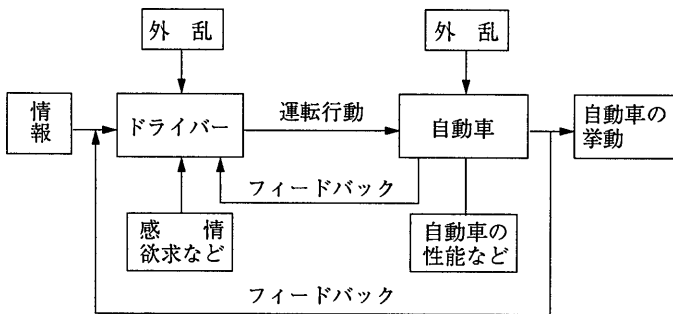 外 乱
外 乱
情
報
ドライバー
運転行動
自動車
自動車の
挙動
フィードバック
感 情
欲求など
自動車の
性能など
フィードバック